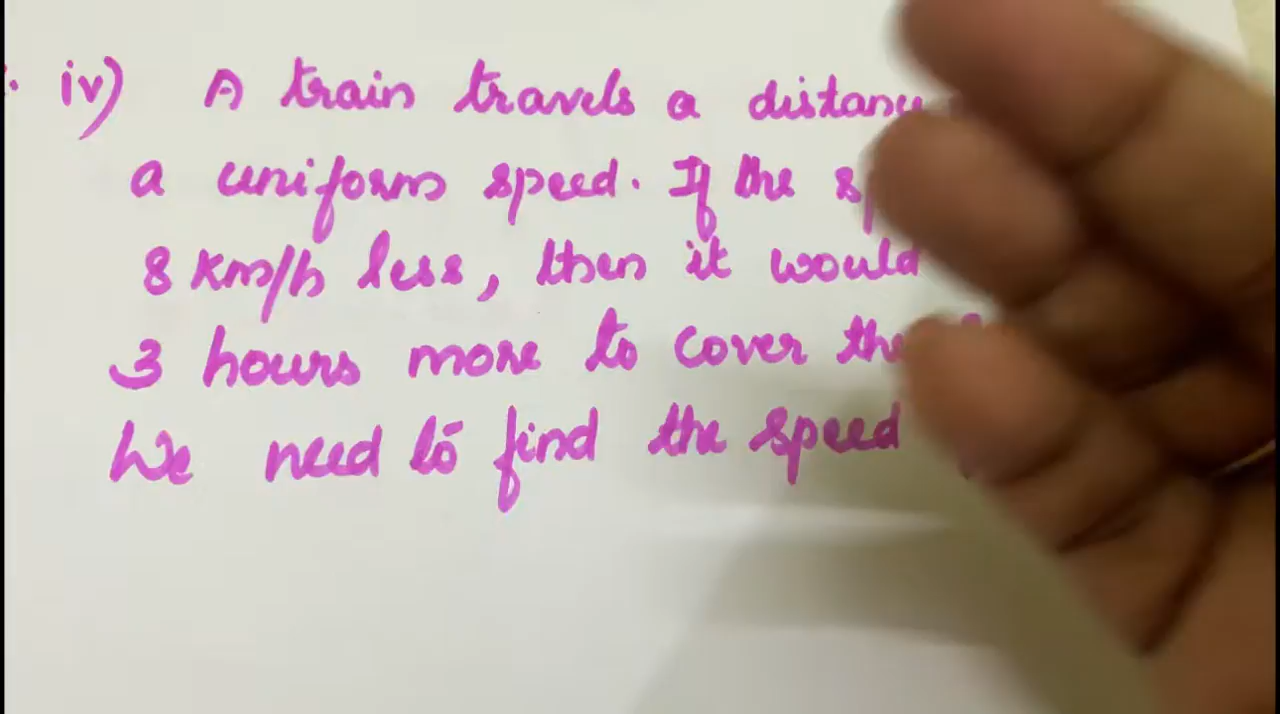 iv) A train travels a distance
a uniform speed. If the
8 Km/h less, then it would
3 hours more to cover the
We need to find the speed